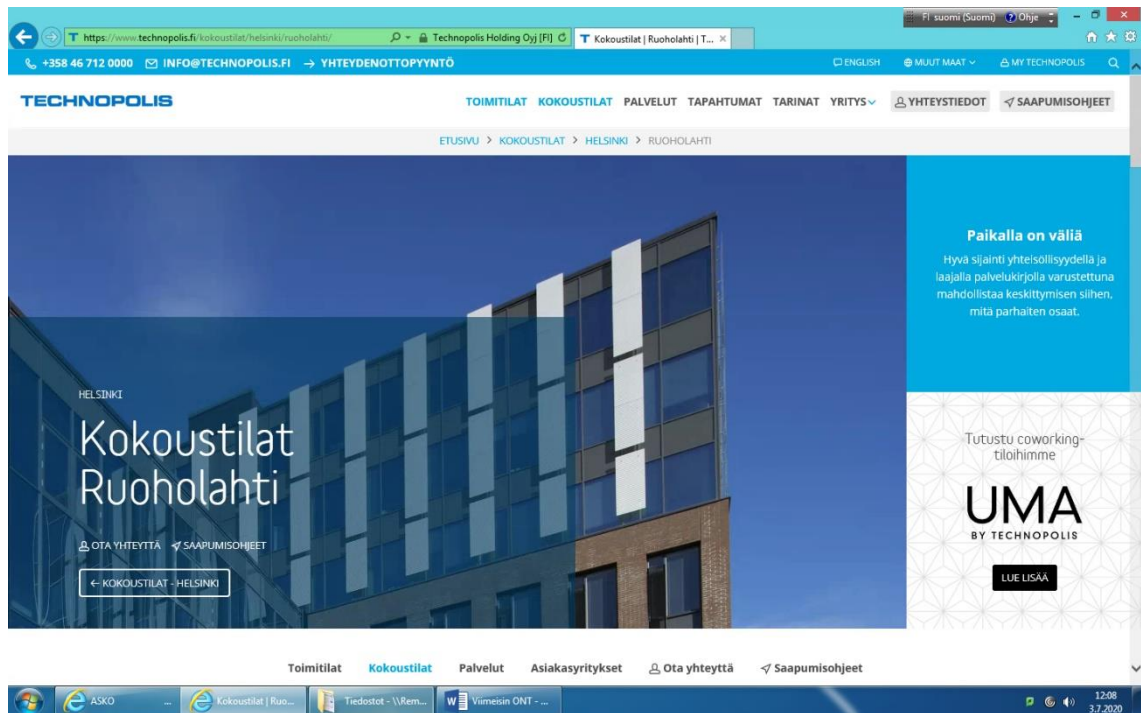 FI suomi (Suomi) Ohje
https://www.technopolis.fi/kokoustilat/helsinki/ruoholahti/
Technopolis Holding Oyj [FI]
Kokoustilat | Ruoholahti | T...
+358 46 712 0000 INFO@TECHNOPOLIS.FI → YHTEYDENOTTOPYYNTÖ
ENGLISH MUUT MAAT MY TECHNOPOLIS
TECHNOPOLIS
TOIMITILAT KOKOUSTILAT PALVELUT TAPAHTUMAT TARINAT YRITYS YHTEYSTIEDOT SAAPUMISOHJEET
ETUSIVU > KOKOUSTILAT > HELSINKI > RUOHOLAHTI
Paikalla on väliä
Hyvä sijainti yhteisöllisyydellä ja
laajalla palvelukirjolla varustettuna
mahdollistaa keskittymisen siihen,
mitä parhaiten osaat.
HELSINKI
Kokoustilat
Ruoholahti
OTA YHTEYTTÄ SAAPUMISOHJEET
← KOKOUSTILAT - HELSINKI
Tutustu coworking-
tiloihimme
UMA
BY TECHNOPOLIS
LUE LISÄÄ
Toimitilat Kokoustilat Palvelut Asiakasyritykset Ota yhteyttä Saapumisohjeet
ASKO ...
Kokoustilat | Ruo...
Tiedostot - \\Rem...
Viimeisin ONT - ...
12:08
3.7.2020